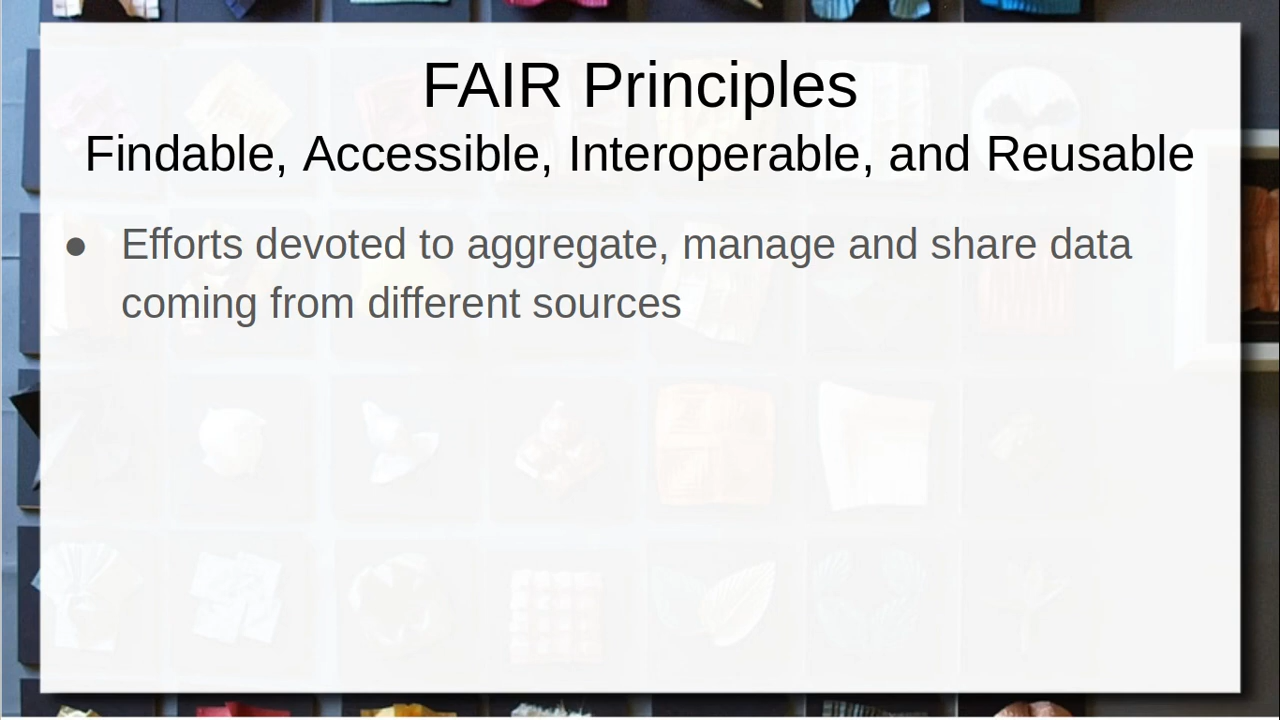 FAIR Principles
Findable, Accessible, Interoperable, and Reusable
● Efforts devoted to aggregate, manage and share data
coming from different sources